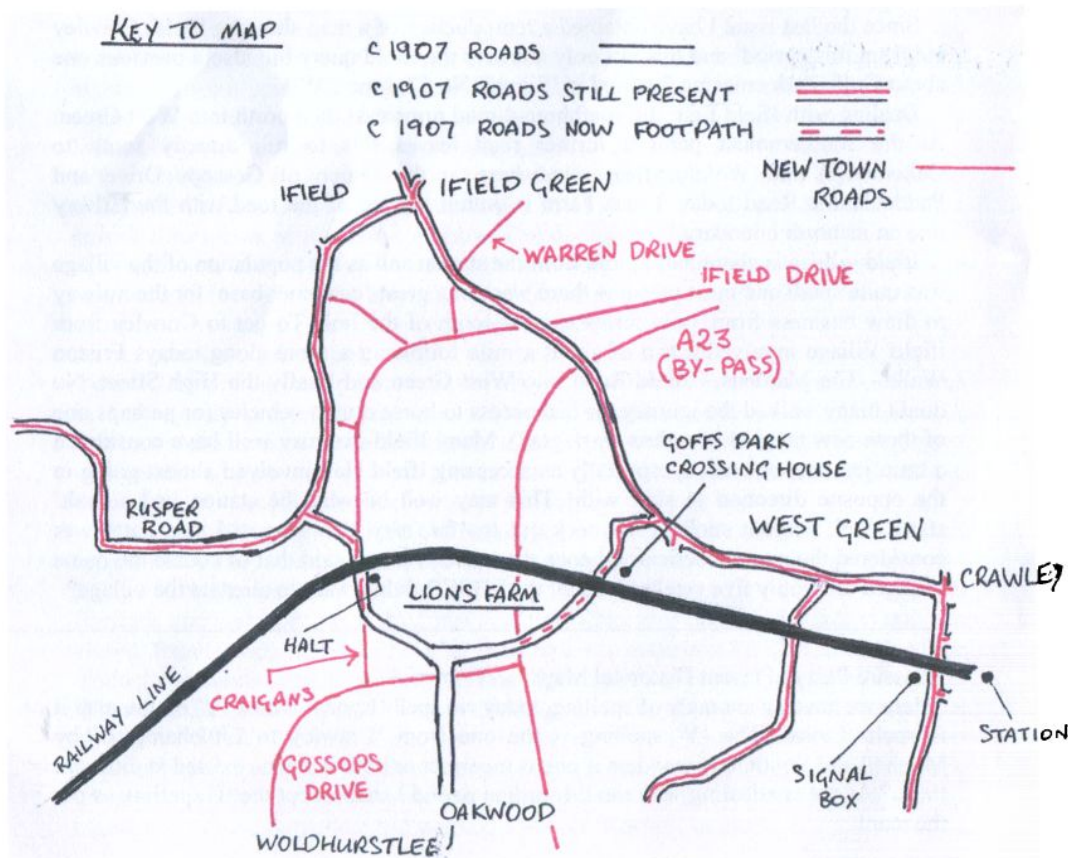 KEY TO MAP
C 1907 ROADS
C 1907 ROADS STILL PRESENT
C 1907 ROADS NOW FOOTPATH
NEW TOWN
ROADS
IFIELD
IFIELD GREEN
WARREN DRIVE
IFIELD DRIVE
A23
(BY-PASS)
GOFFS PARK
CROSSING HOUSE
RUSPER
ROAD
WEST GREEN
CRAWLEY
LIONS FARM
HALT
CRAIGANS
RAILWAY LINE
GOSSOPS
DRIVE
STATION
SIGNAL
BOX
OAKWOOD
WOLDHURSTLEE